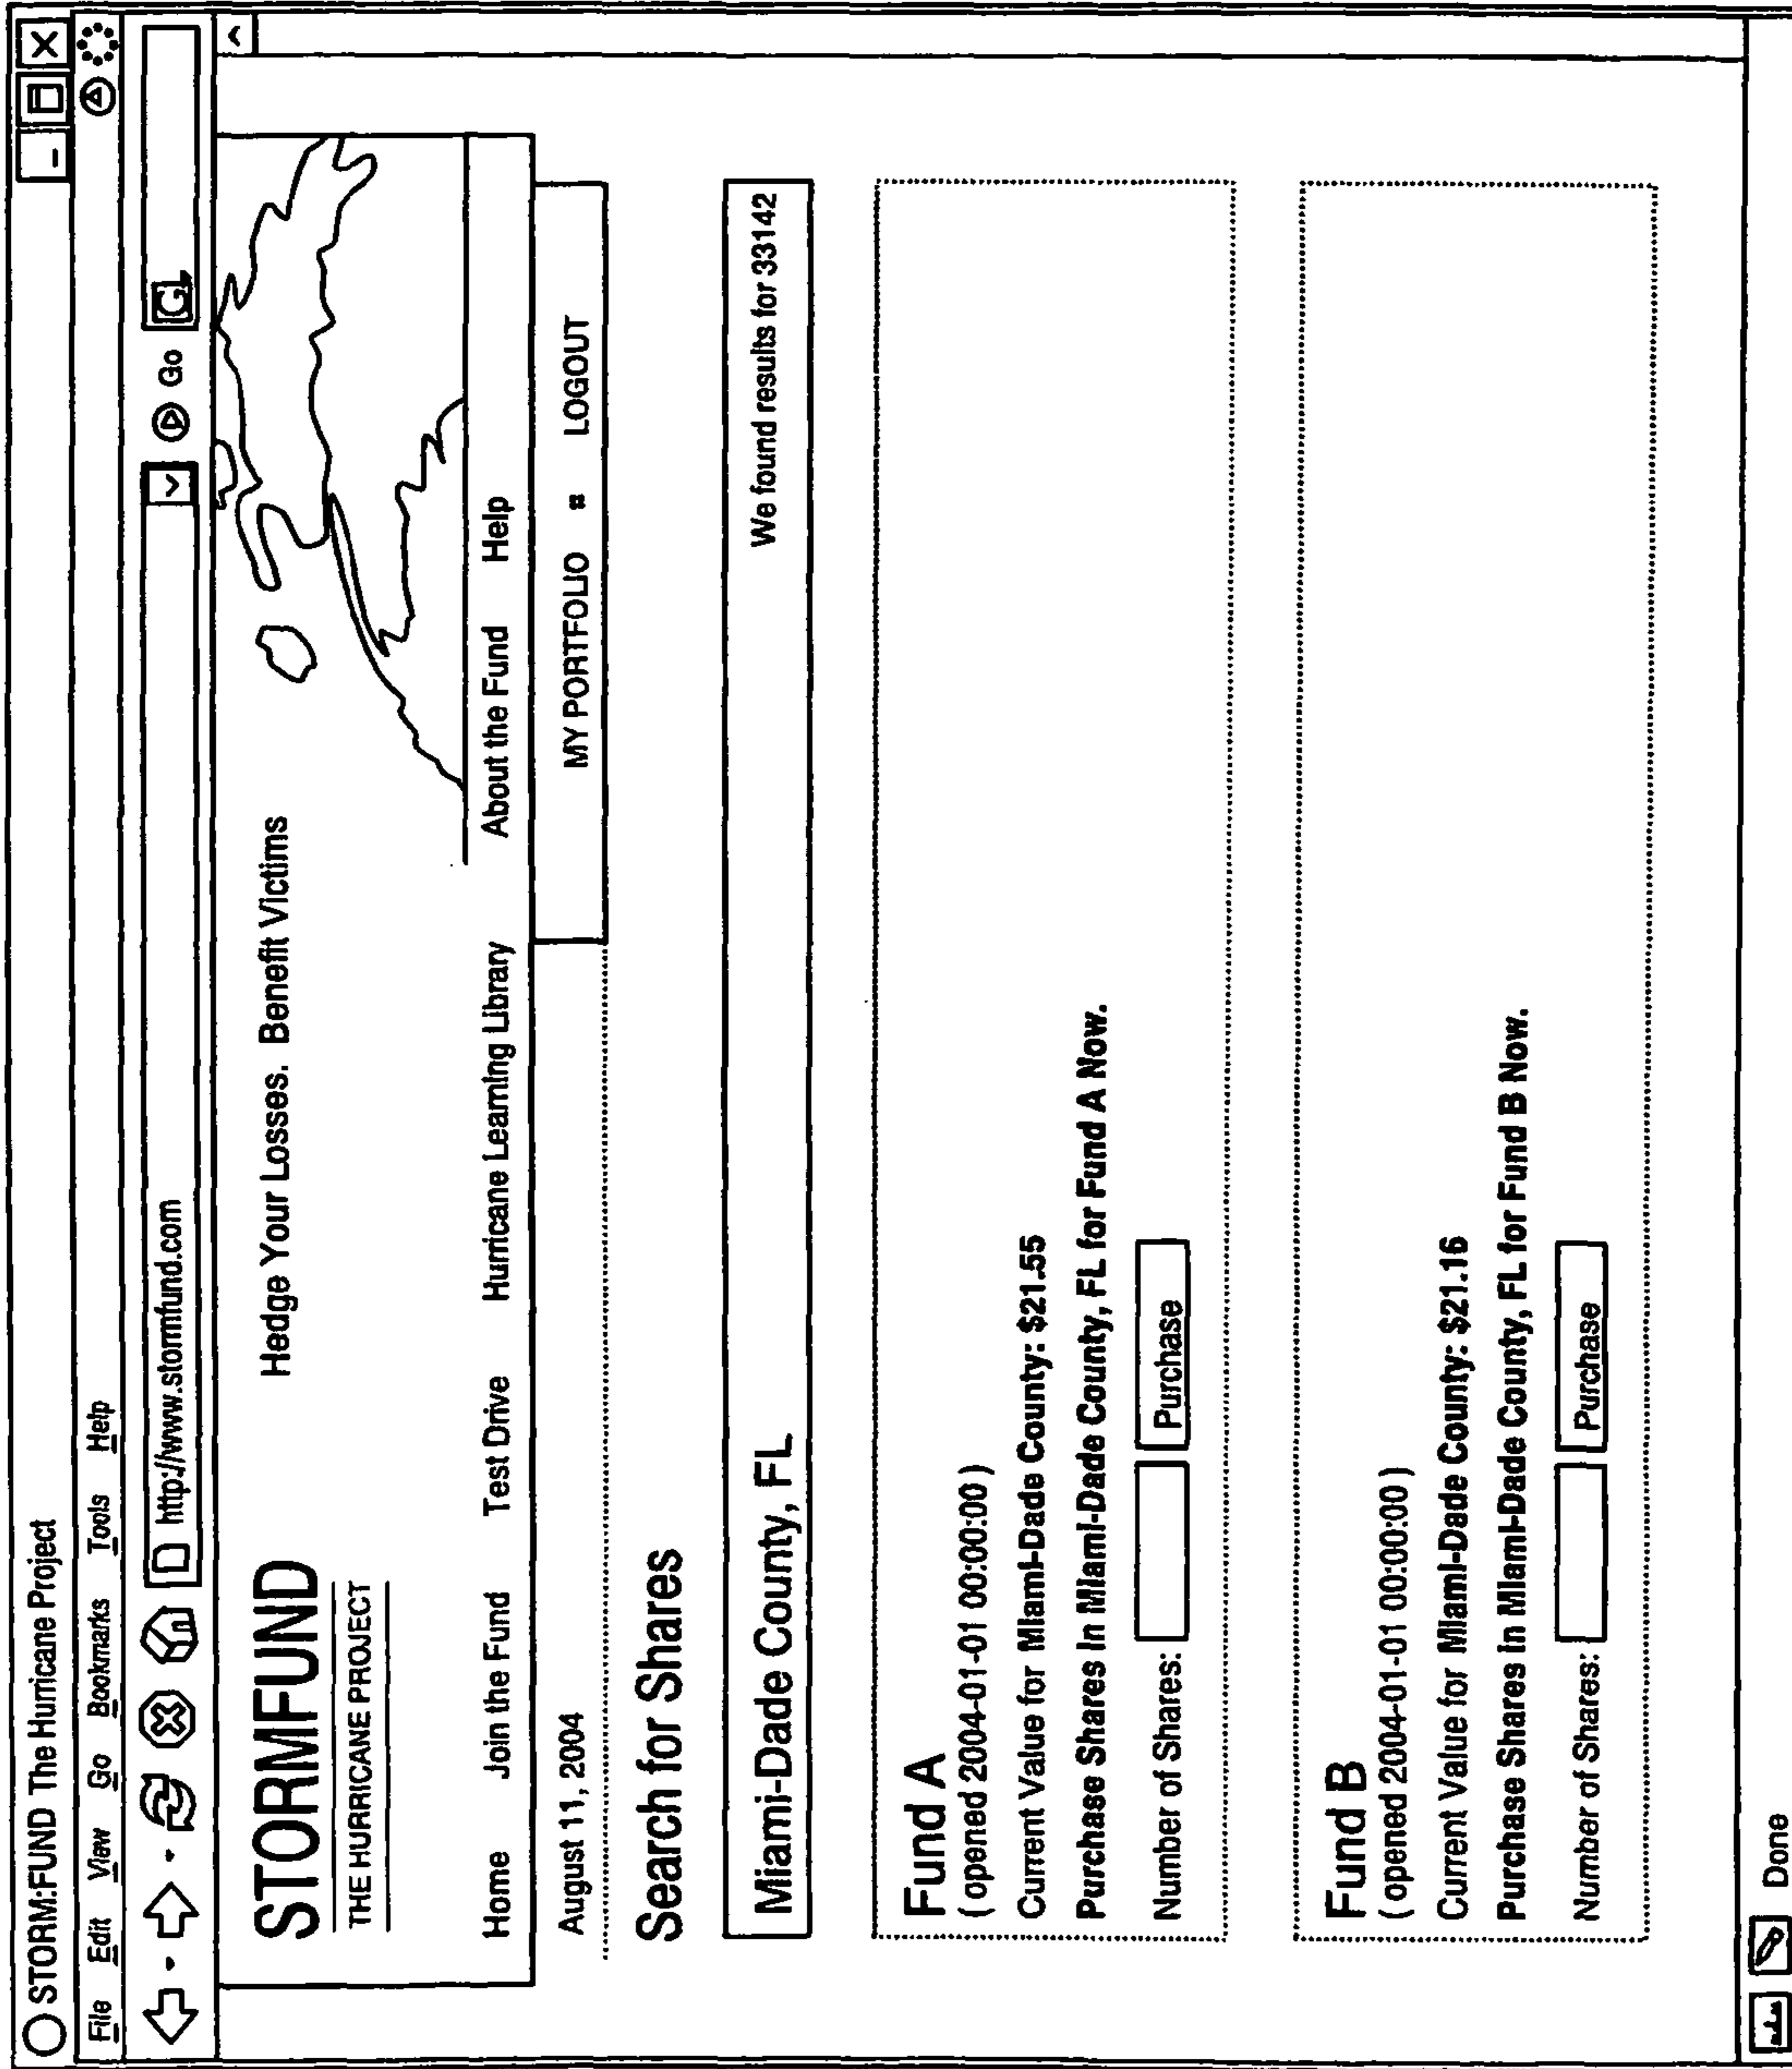 STORM:FUND The Hurricane Project
File Edit View Go Bookmarks Tools Help
http://www.stormfund.com
Go
G
STORMFUND
Hedge Your Losses. Benefit Victims
THE HURRICANE PROJECT
Home Join the Fund Test Drive Hurricane Learning Library About the Fund Help
August 11, 2004
MY PORTFOLIO :: LOGOUT
Search for Shares
Miami-Dade County, FL We found results for 33142
Fund A
( opened 2004-01-01 00:00:00 )
Current Value for Miami-Dade County: $21.55
Purchase Shares in Miami-Dade County, FL for Fund A Now.
Number of Shares: Purchase
Fund B
( opened 2004-01-01 00:00:00 )
Current Value for Miami-Dade County: $21.16
Purchase Shares in Miami-Dade County, FL for Fund B Now.
Number of Shares: Purchase
Done